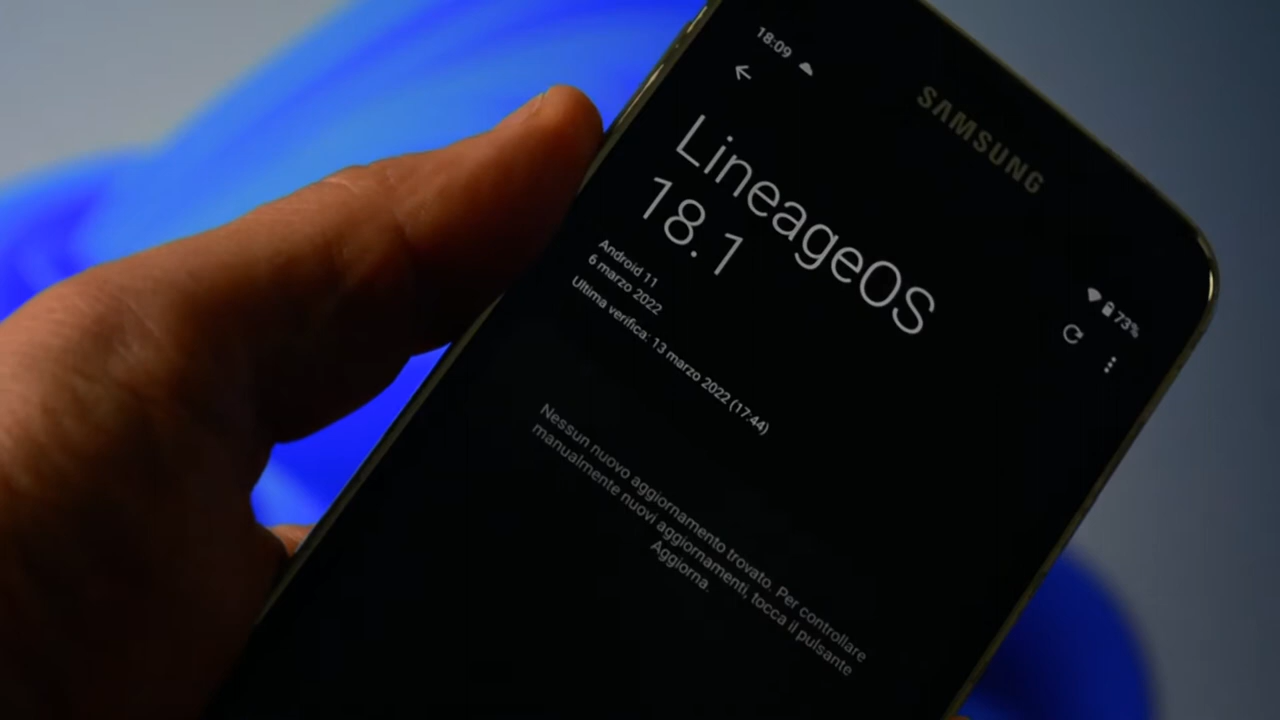 18:09
SAMSUNG
73%
LineageOS
18.1
Android 11
6 marzo 2022
Ultima verifica: 13 marzo 2022 (17:44)
Nessun nuovo aggiornamento trovato. Per controllare
manualmente nuovi aggiornamenti, tocca il pulsante
Aggiorna.